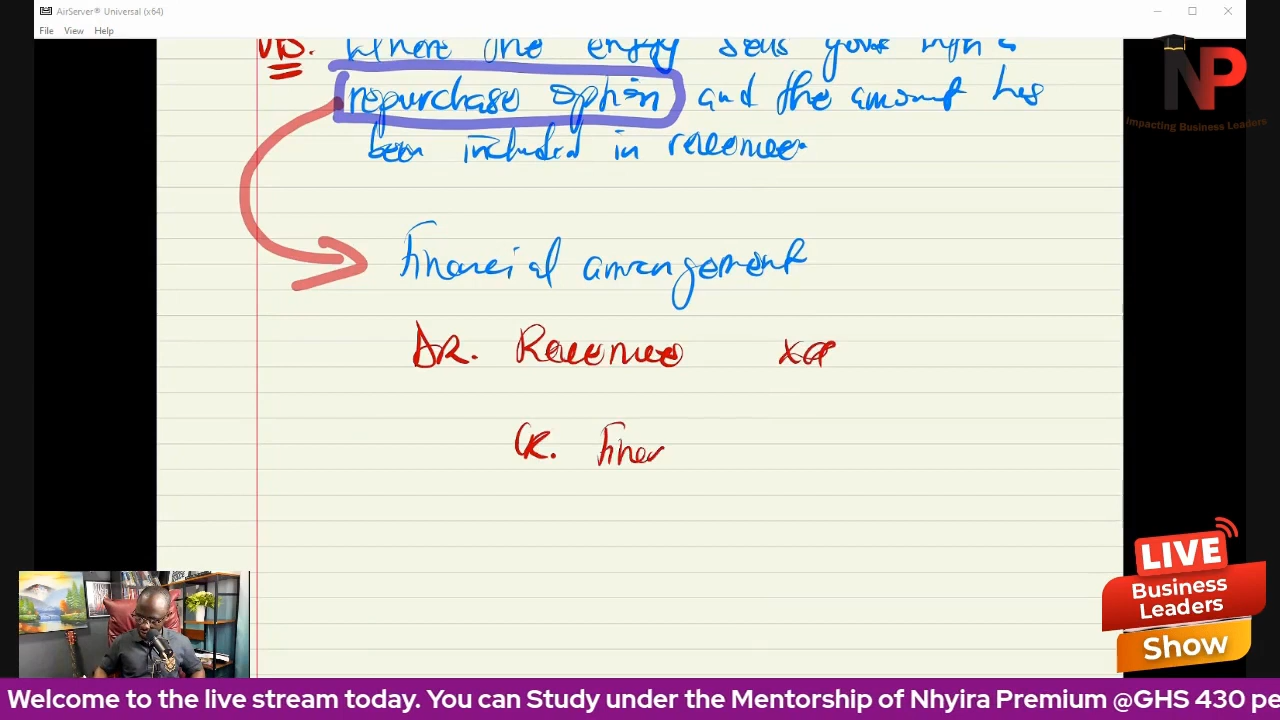 AirServer® Universal (x64)
File View Help
NB. Where the entity sells goods with a
repurchase option and the amount has
been included in revenue.
Financial arrangement
DR. Revenue xx
CR. Finan
NP
Impacting Business Leaders
LIVE
Business
Leaders
Show
Welcome to the live stream today. You can Study under the Mentorship of Nhyira Premium @GHS 430 pe